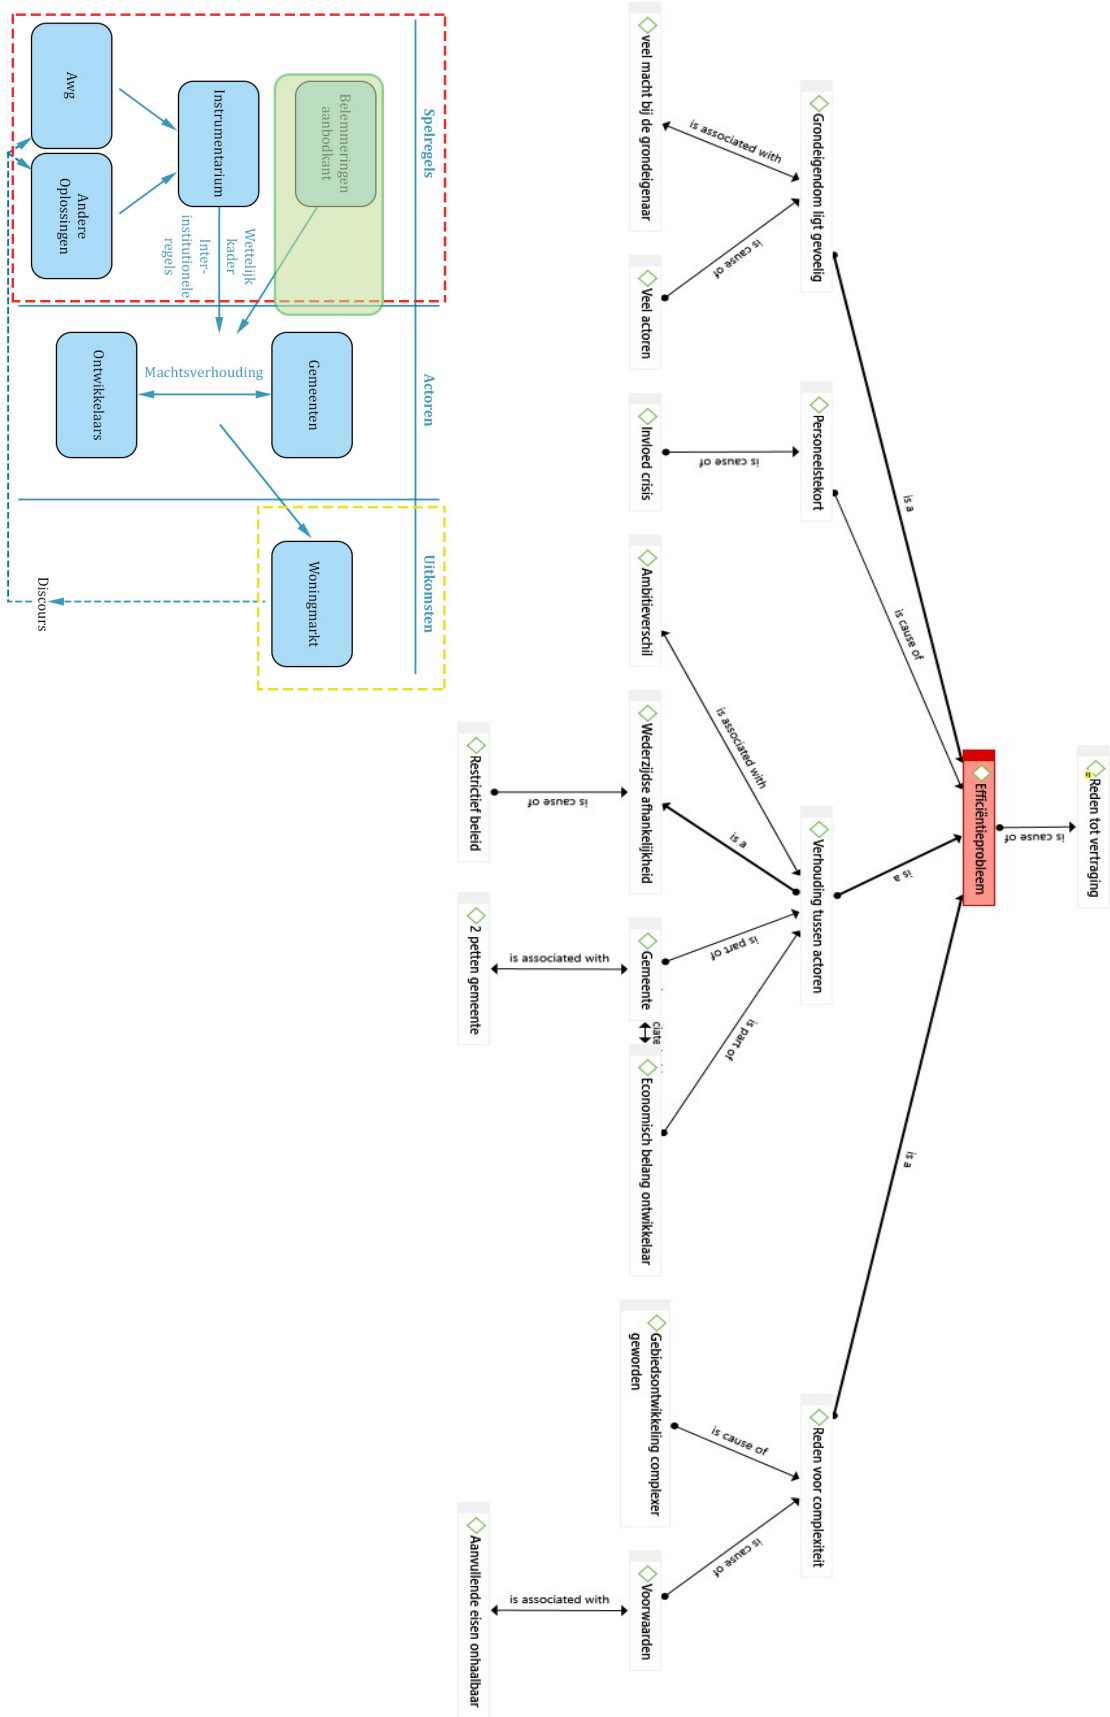 Reden tot vertraging
is cause of
Efficiëntieprobleem
is a
is cause of
is a
is a
Grondeigendom ligt gevoelig
Personeelstekort
Verhouding tussen actoren
Reden voor complexiteit
is associated with
is cause of
is cause of
is associated with
is a
is part of
is part of
is cause of
is cause of
veel macht bij de grondeigenaar
Veel actoren
Invloed crisis
Ambitieverschil
Wederzijdse afhankelijkheid
Gemeente
Economisch belang ontwikkelaar
Gebiedsontwikkeling complexer
geworden
Voorwaarden
is cause of
is associated with
is associated with
Restrictief beleid
2 petten gemeente
Aanvullende eisen onhaalbaar
Spelregels
Actoren
Uitkomsten
Belemmeringen
aanbodkant
Instrumentarium
Wettelijk
kader
Inter-
institutionele
regels
Awg
Andere
Oplossingen
Gemeenten
Machtsverhouding
Ontwikkelaars
Woningmarkt
Discours